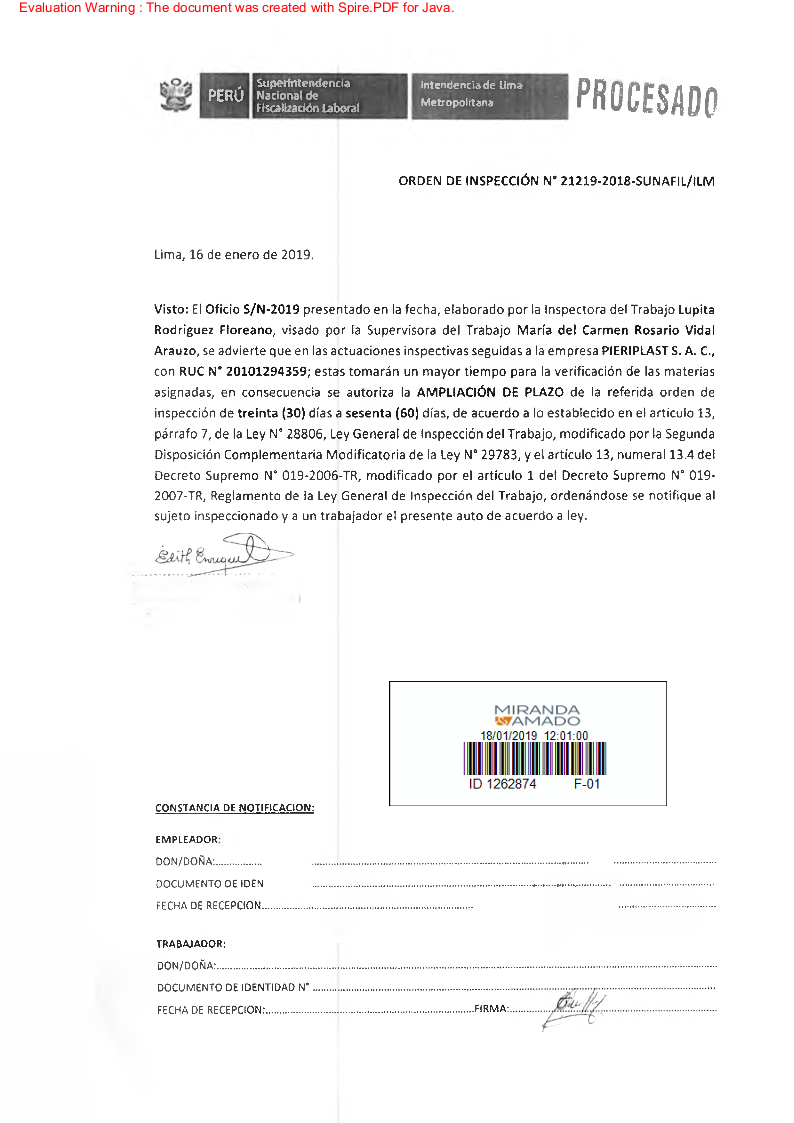 Evaluation Warning : The document was created with Spire.PDF for Java.
PERÚ
Superintendencia
Nacional de
Fiscalización Laboral
Intendencia de Lima
Metropolitana
PROCESADO
ORDEN DE INSPECCIÓN N° 21219-2018-SUNAFIL/ILM
Lima, 16 de enero de 2019.
Visto: El Oficio S/N-2019 presentado en la fecha, elaborado por la Inspectora del Trabajo Lupita
Rodriguez Floreano, visado por la Supervisora del Trabajo María del Carmen Rosario Vidal
Arauzo, se advierte que en las actuaciones inspectivas seguidas a la empresa PIERIPLAST S. A. C.,
con RUC N° 20101294359; estas tomarán un mayor tiempo para la verificación de las materias
asignadas, en consecuencia se autoriza la AMPLIACIÓN DE PLAZO de la referida orden de
inspección de treinta (30) días a sesenta (60) días, de acuerdo a lo establecido en el artículo 13,
párrafo 7, de la Ley N° 28806, Ley General de Inspección del Trabajo, modificado por la Segunda
Disposición Complementaria Modificatoria de la Ley N° 29783, y el artículo 13, numeral 13.4 del
Decreto Supremo N° 019-2006-TR, modificado por el artículo 1 del Decreto Supremo N° 019-
2007-TR, Reglamento de la Ley General de Inspección del Trabajo, ordenándose se notifique al
sujeto inspeccionado y a un trabajador el presente auto de acuerdo a ley.
Edith
MIRANDA
AMADO
18/01/2019 12:01:00
ID 1262874 F-01
CONSTANCIA DE NOTIFICACION:
EMPLEADOR:
DON/DOÑA:
DOCUMENTO DE IDEN
FECHA DE RECEPCION
TRABAJADOR:
DON/DOÑA:
DOCUMENTO DE IDENTIDAD N°
FECHA DE RECEPCION: FIRMA: